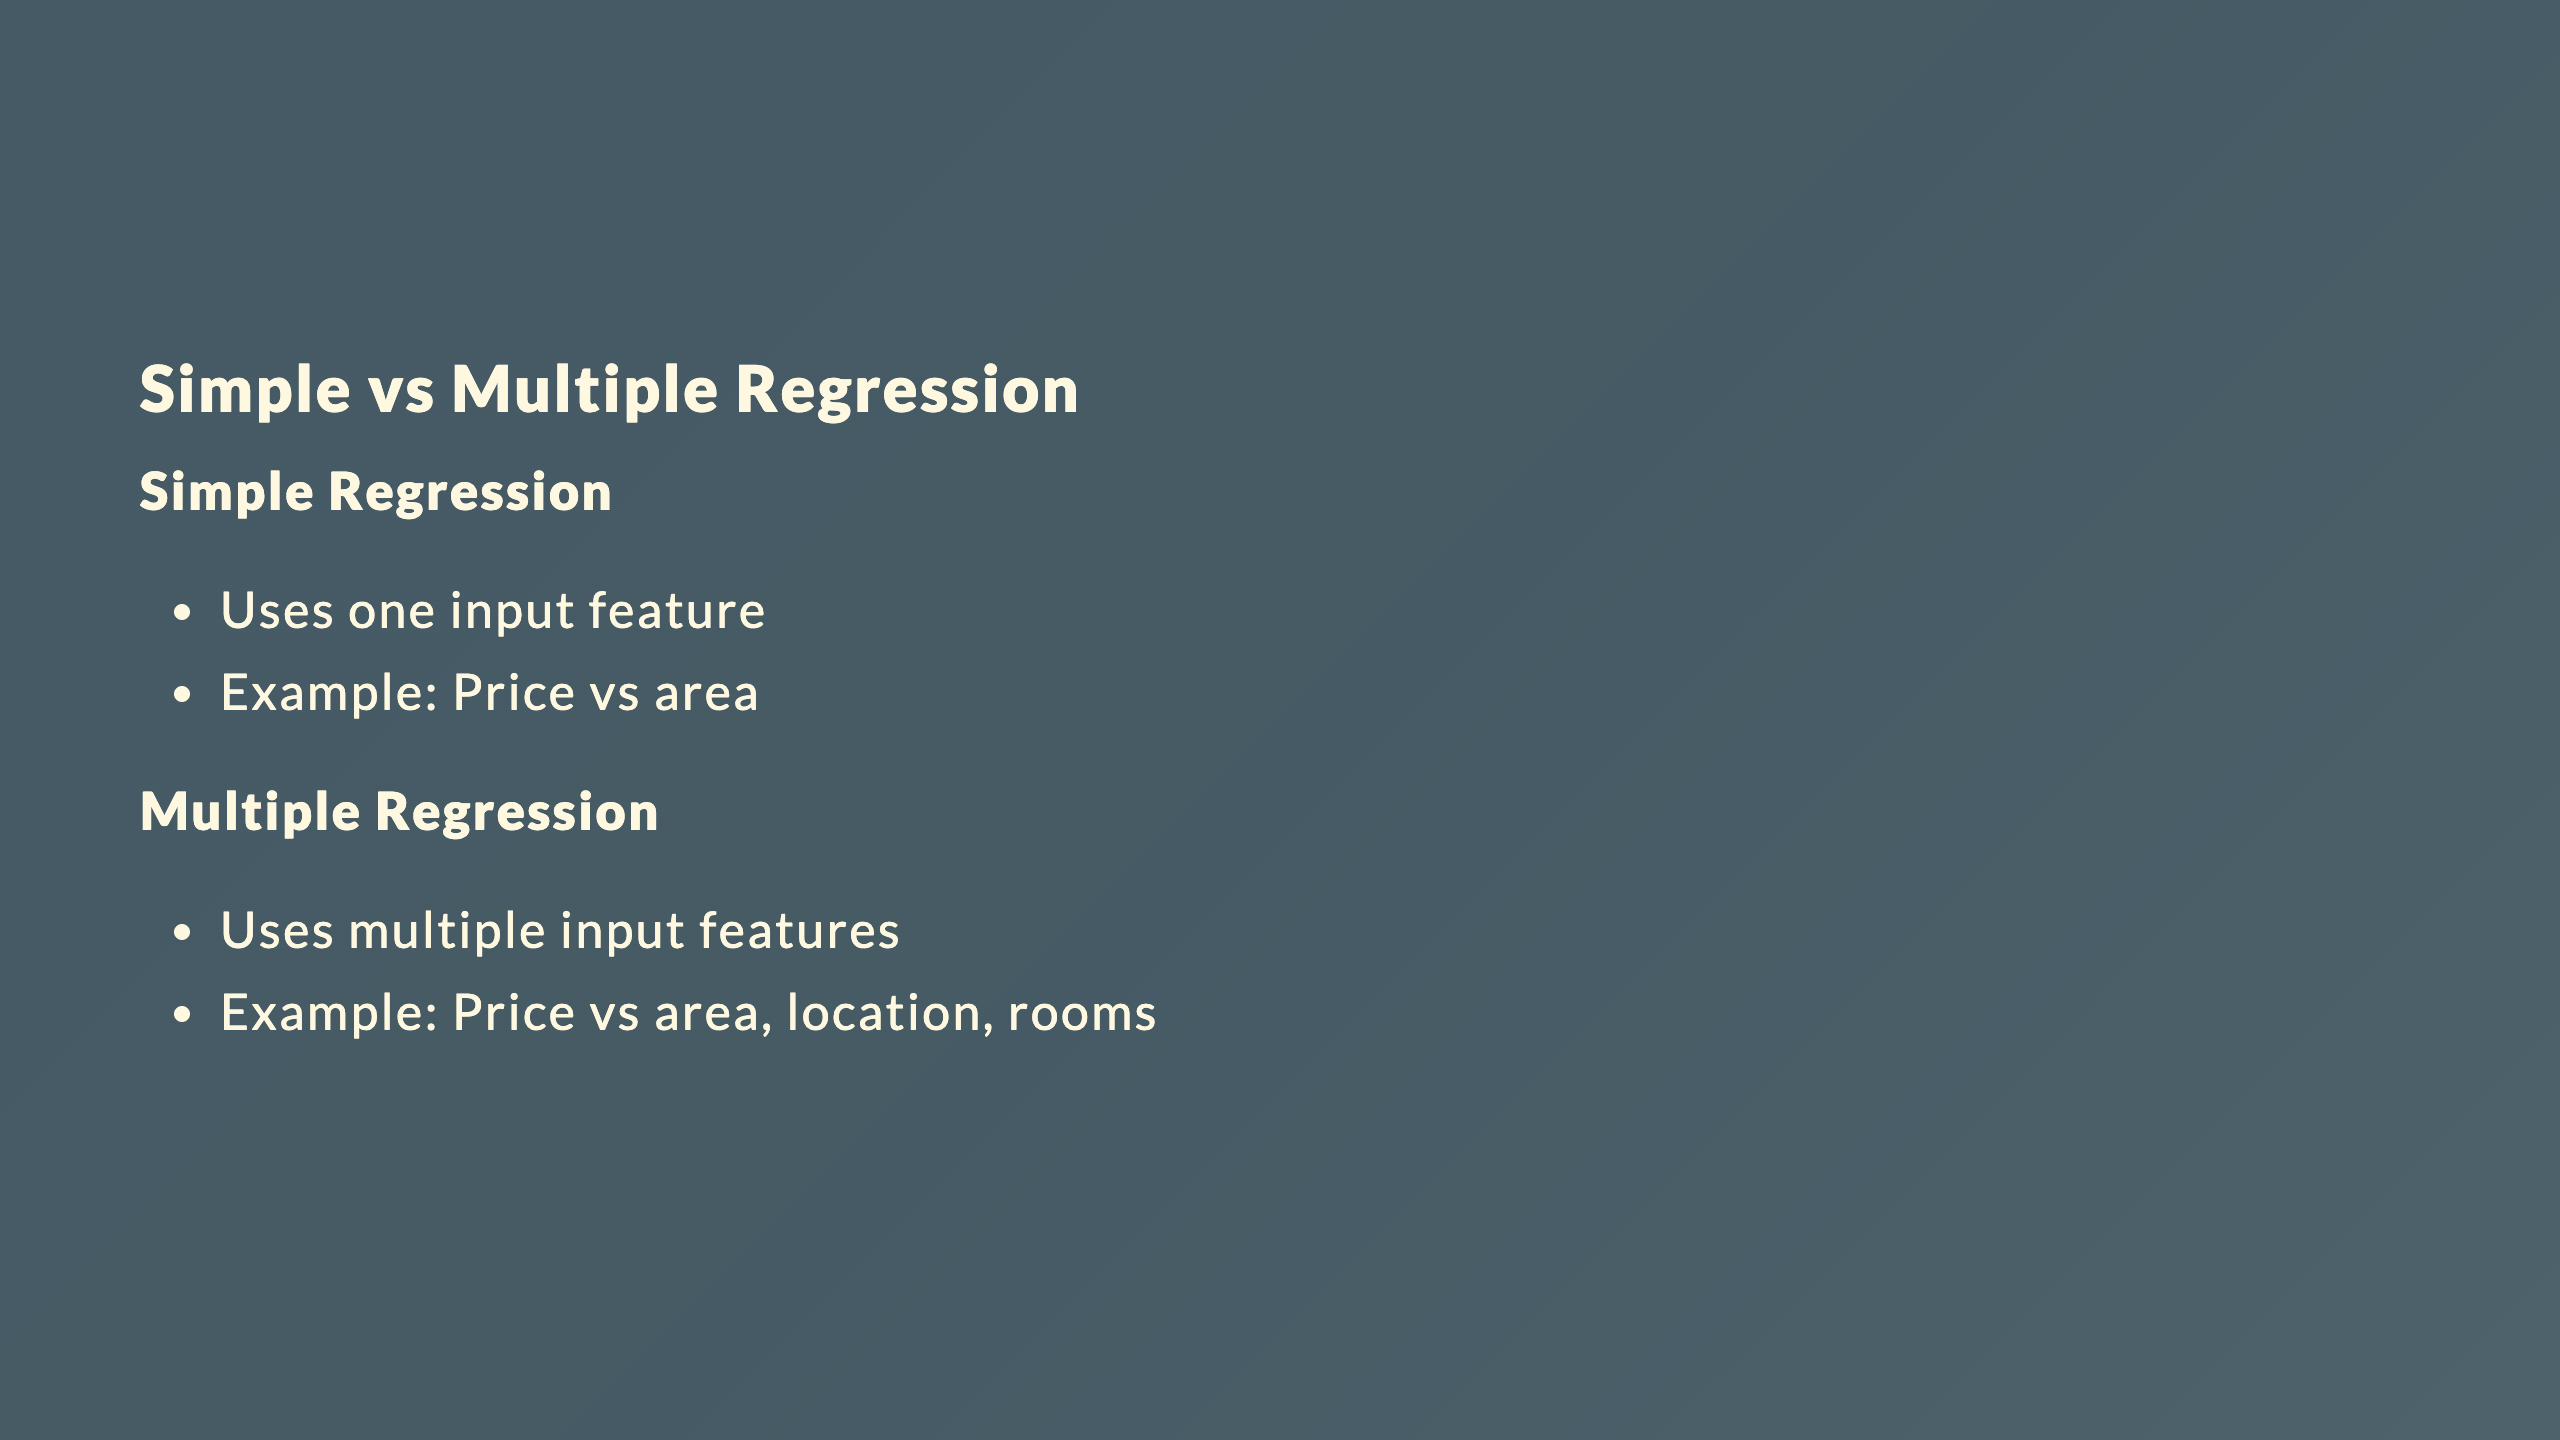 Simple vs Multiple Regression
Simple Regression
• Uses one input feature
• Example: Price vs area
Multiple Regression
• Uses multiple input features
• Example: Price vs area, location, rooms